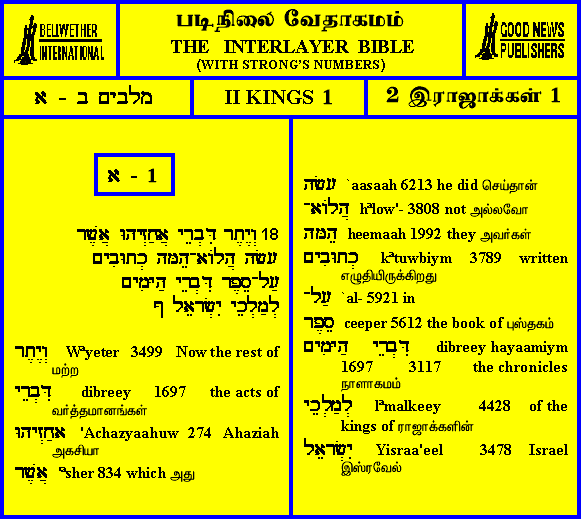 BELLWETHER
INTERNATIONAL
படிநிலை வேதாகமம்
THE INTERLAYER BIBLE
(WITH STRONG'S NUMBERS)
GOOD NEWS
PUBLISHERS
מלכים ב - א
II KINGS 1
2 இராஜாக்கள் 1
א - 1
18 וְיֶתֶר דִּבְרֵי אֲחַזְיָהוּ אֲשֶׁר
עָשֹה הֲלוֹא־הֵמָּה כְתוּבִים
עַל־סֵפֶר דִּבְרֵי הַיָּמִים
לְמַלְכֵי יִשְׂרָאֵל ף
וְיֶתֶר Wᵃyeter 3499 Now the rest of
மற்ற
דִּבְרֵי dibreey 1697 the acts of
வர்த்தமானங்கள்
אֲחַזְיָהוּ 'Achazyaahuw 274 Ahaziah
அகசியா
אֲשֶׁר ªsher 834 which அது
עָשֹה `aasaah 6213 he did செய்தான்
הֲלוֹא־ hªlow'- 3808 not அல்லவோ
הֵמָּה heemaah 1992 they அவர்கள்
כְתוּבִים kªtuwbiym 3789 written
எழுதியிருக்கிறது
עַל־ `al- 5921 in
סֵפֶר ceeper 5612 the book of புஸ்தகம்
דִּבְרֵי הַיָּמִים dibreey hayaamiym
1697 3117 the chronicles
நாளாகமம்
לְמַלְכֵי lªmalkeey 4428 of the
kings of ராஜாக்களின்
יִשְׂרָאֵל Yisraa'eel 3478 Israel
இஸ்ரவேல்